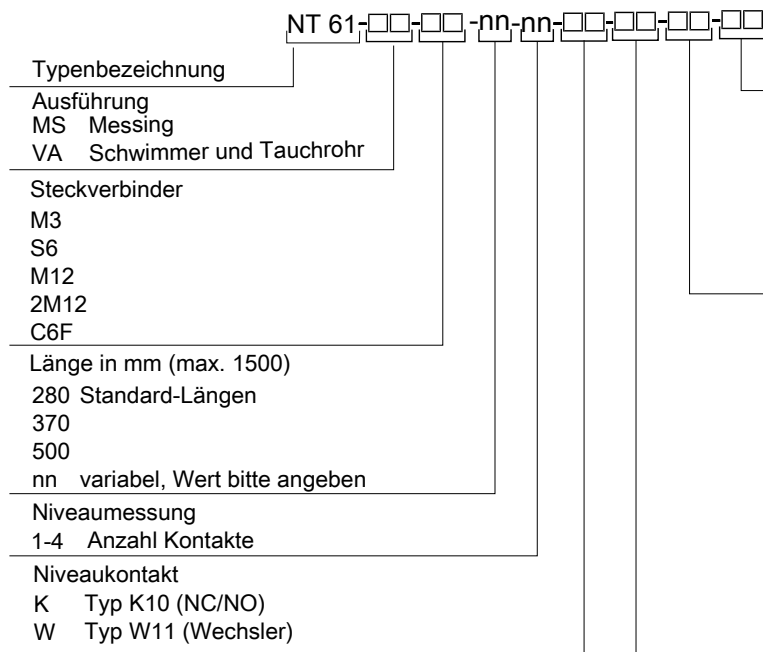 NT 61-□□-□□ -nn-nn-□□-□□-□□-□□
Typenbezeichnung
Ausführung
MS Messing
VA Schwimmer und Tauchrohr
Steckverbinder
M3
S6
M12
2M12
C6F
Länge in mm (max. 1500)
280 Standard-Längen
370
500
nn variabel, Wert bitte angeben
Niveaumessung
1-4 Anzahl Kontakte
Niveaukontakt
K Typ K10 (NC/NO)
W Typ W11 (Wechsler)